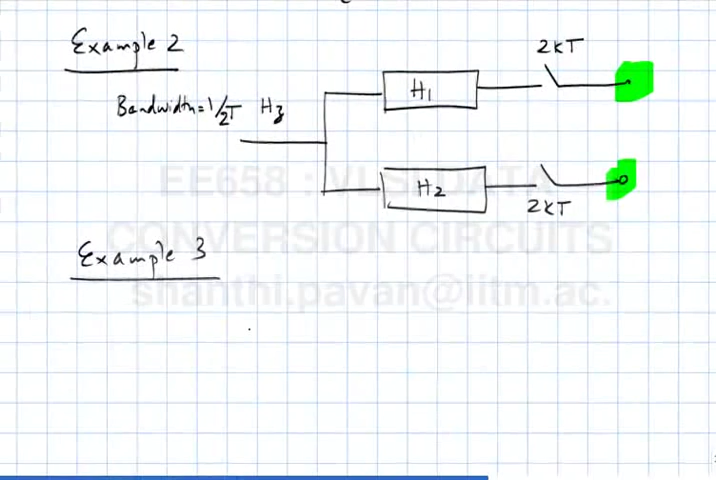 Example 2
2kT
Bandwidth=1/2T Hz
H1
H2
2kT
EE658 : VLSI DATA
CONVERSION CIRCUITS
Example 3
shanthi.pavan@iitm.ac.